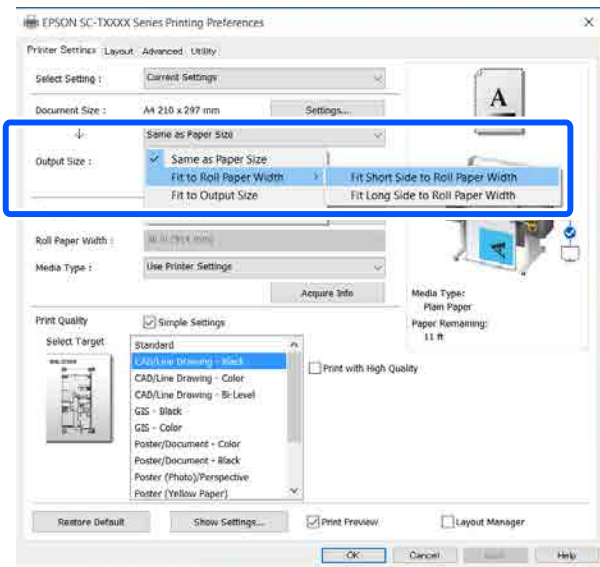 EPSON SC-TXXXX Series Printing Preferences
Printer Settings Layout Advanced Utility
Select Setting : Current Settings
Document Size : A4 210 x 297 mm Settings...
A
Same as Paper Size
Output Size :
Same as Paper Size
Fit to Roll Paper Width Fit Short Side to Roll Paper Width
Fit to Output Size Fit Long Side to Roll Paper Width
Roll Paper Width :
A
Media Type : Use Printer Settings
Acquire Info
Media Type:
Plain Paper
Paper Remaining:
11 ft
Print Quality Simple Settings
Select Target
Standard
CAD/Line Drawing - Black
Print with High Quality
CAD/Line Drawing - Color
CAD/Line Drawing - Bi-Level
GIS - Black
GIS - Color
Poster/Document - Color
Poster/Document - Black
Poster (Photo)/Perspective
Poster (Yellow Paper)
Restore Default Show Settings... Print Preview Layout Manager
OK Cancel Help